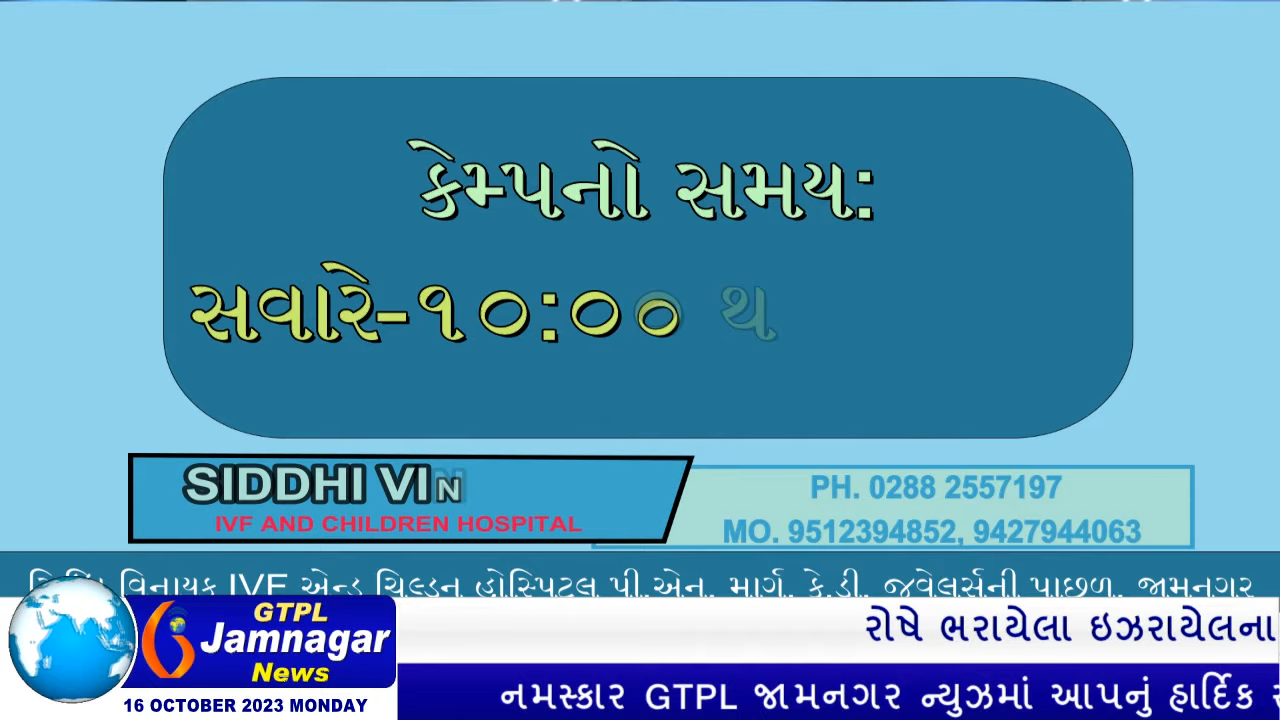 કેમ્પનો સમય:
સવારે-૧૦:૦૦ થ
SIDDHI VIN
IVF AND CHILDREN HOSPITAL
PH. 0288 2557197
MO. 9512394852, 9427944063
વિનાયક IVF એન્ડ ચિલ્ડ્રન હોસ્પિટલ પી.એન. માર્ગ, કે.ડી. જ્વેલર્સની પાછળ, જામનગર
GTPL
Jamnagar
News
16 OCTOBER 2023 MONDAY
રોષે ભરાયેલા ઇઝરાયેલના
નમસ્કાર GTPL જામનગર ન્યુઝમાં આપનું હાર્દિક